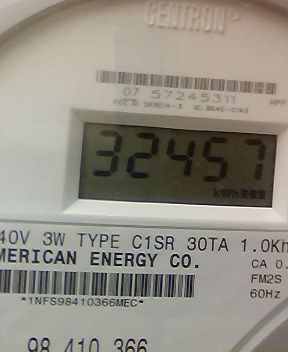 CENTRON®
07 57245311 HPF
32457
kWh
40V 3W TYPE C1SR 30TA 1.0Kh
MERICAN ENERGY CO. CA 0.
FM2S
*1NFS98410366MEC* 60Hz
98 410 366